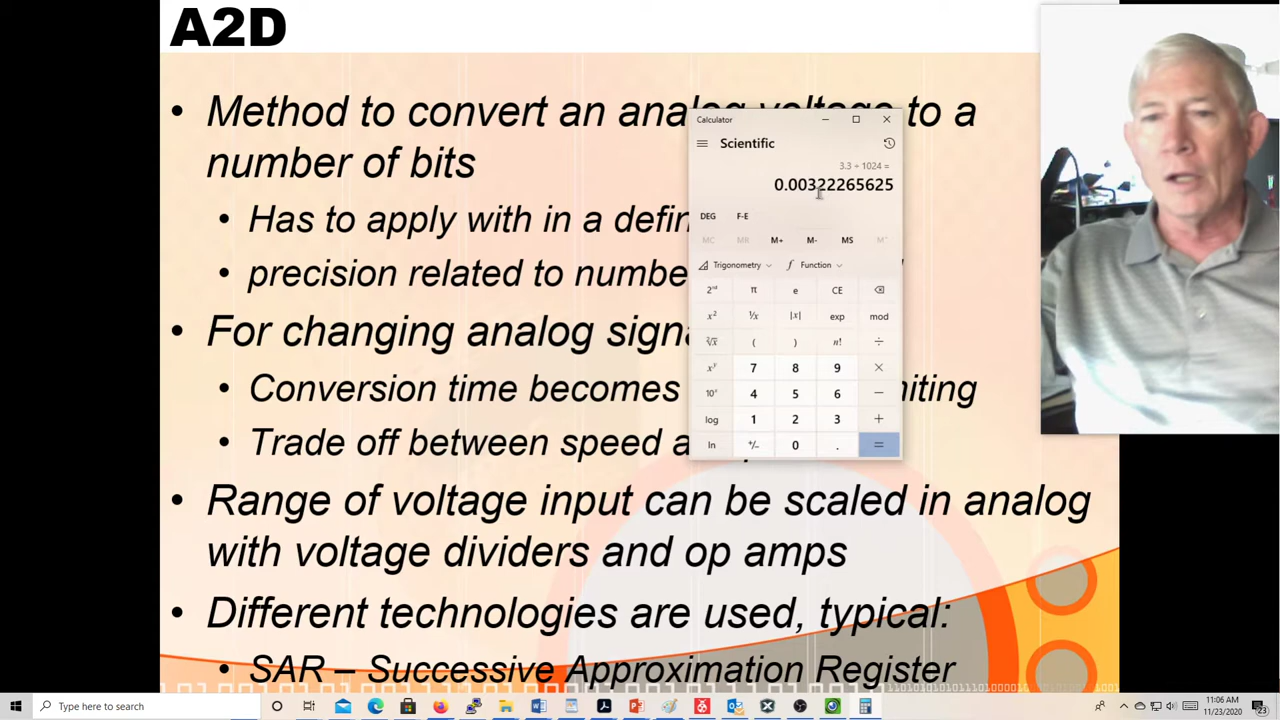 A2D
• Method to convert an analog voltage to a
number of bits
• Has to apply with in a defin
• precision related to numbe
• For changing analog signa
• Conversion time becomes miting
• Trade off between speed a
• Range of voltage input can be scaled in analog
with voltage dividers and op amps
• Different technologies are used, typical:
• SAR – Successive Approximation Register
Calculator
Scientific
3.3 ÷ 1024 =
0.00322265625
DEG F-E
MC MR M+ M- MS M˅
Trigonometry f Function
2ⁿᵈ π e CE
x² ¹/x |x| exp mod
²√x ( ) n! ÷
xʸ 7 8 9 ×
10ˣ 4 5 6 −
log 1 2 3 +
ln +/− 0 . =
Type here to search
11:06 AM
11/23/2020
23